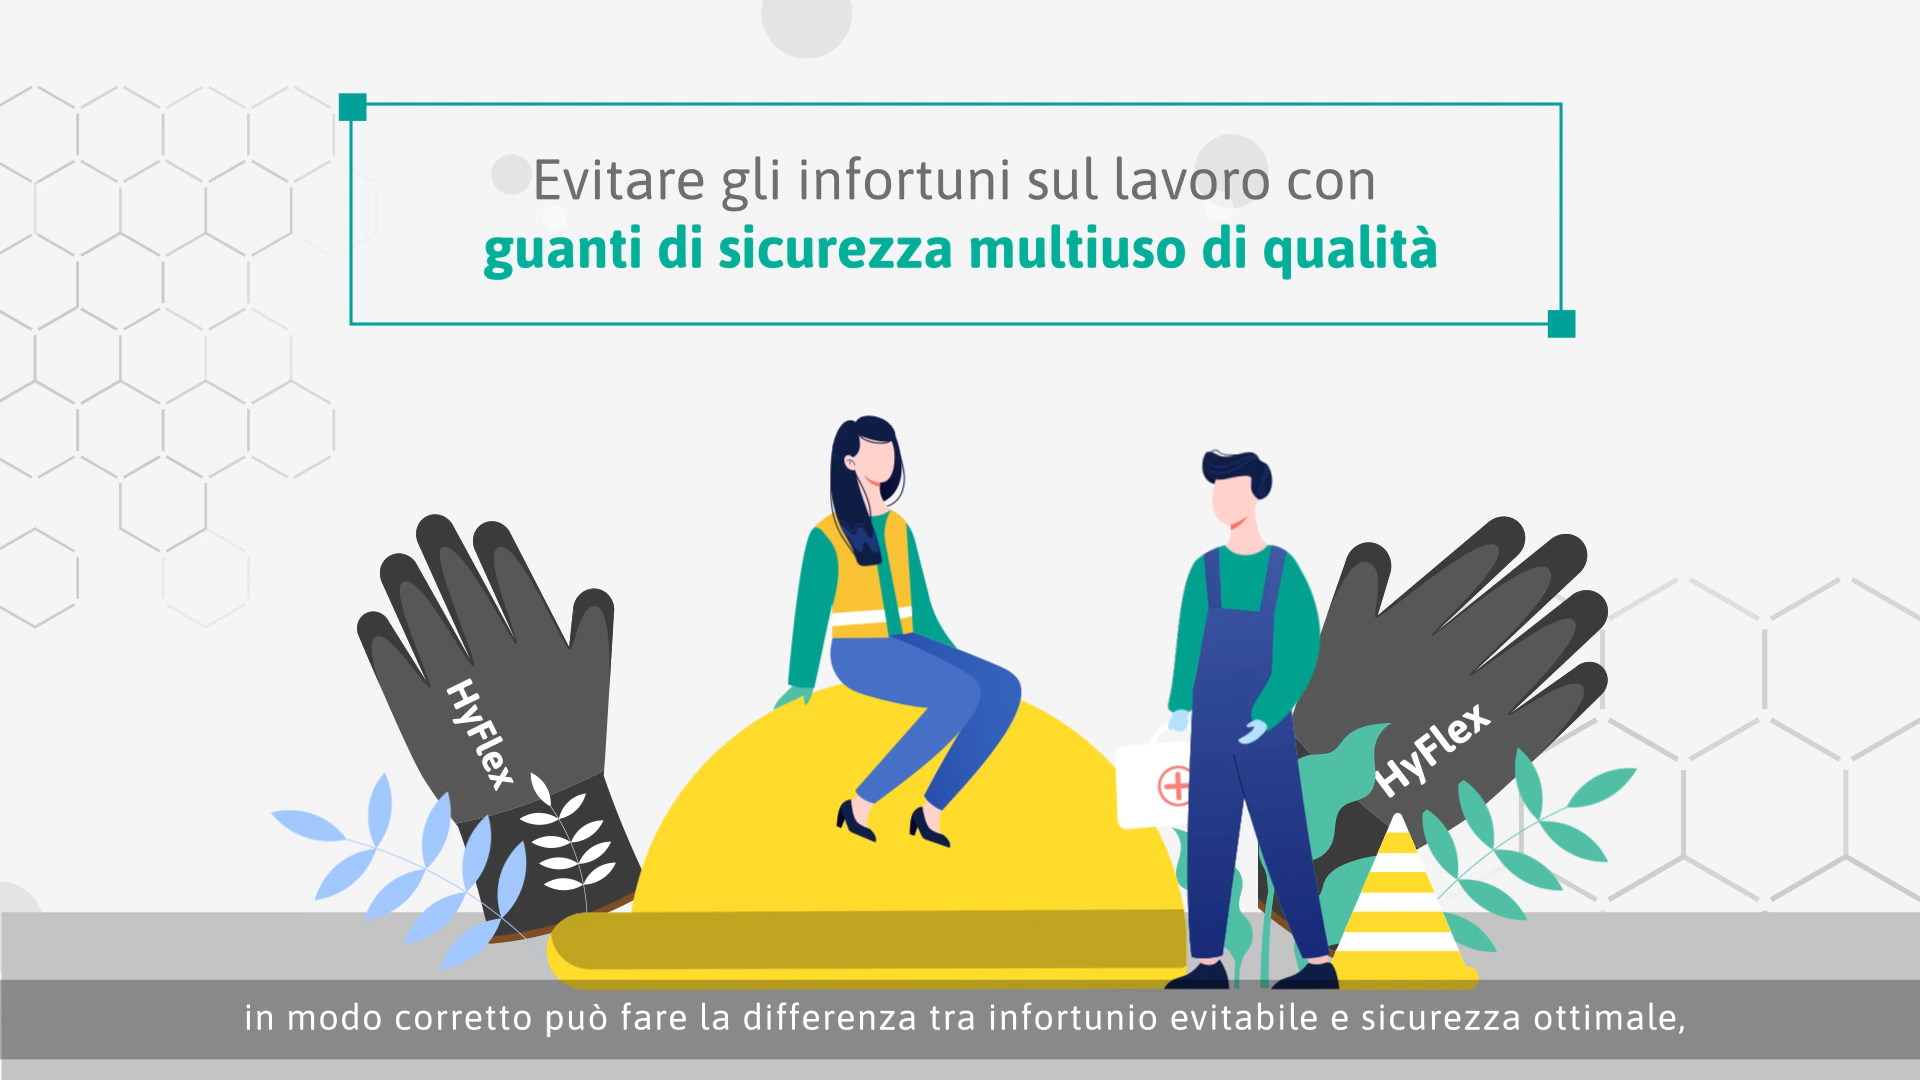 Evitare gli infortuni sul lavoro con
guanti di sicurezza multiuso di qualità
HyFlex
HyFlex
in modo corretto può fare la differenza tra infortunio evitabile e sicurezza ottimale,